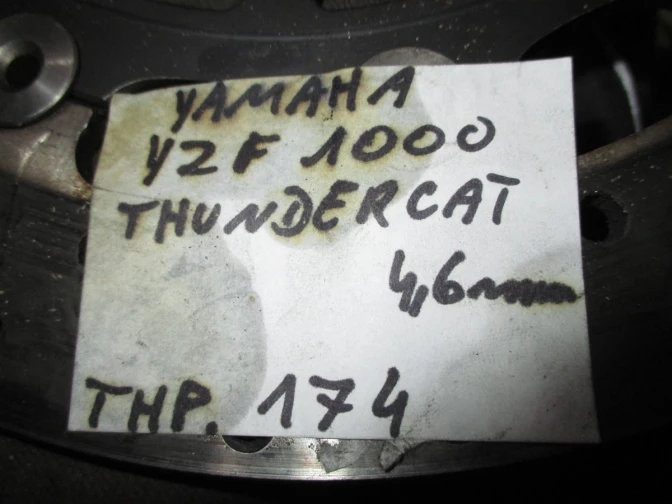 YAMAHA
YZF 1000
THUNDERCAT
4,6mm
THP. 174